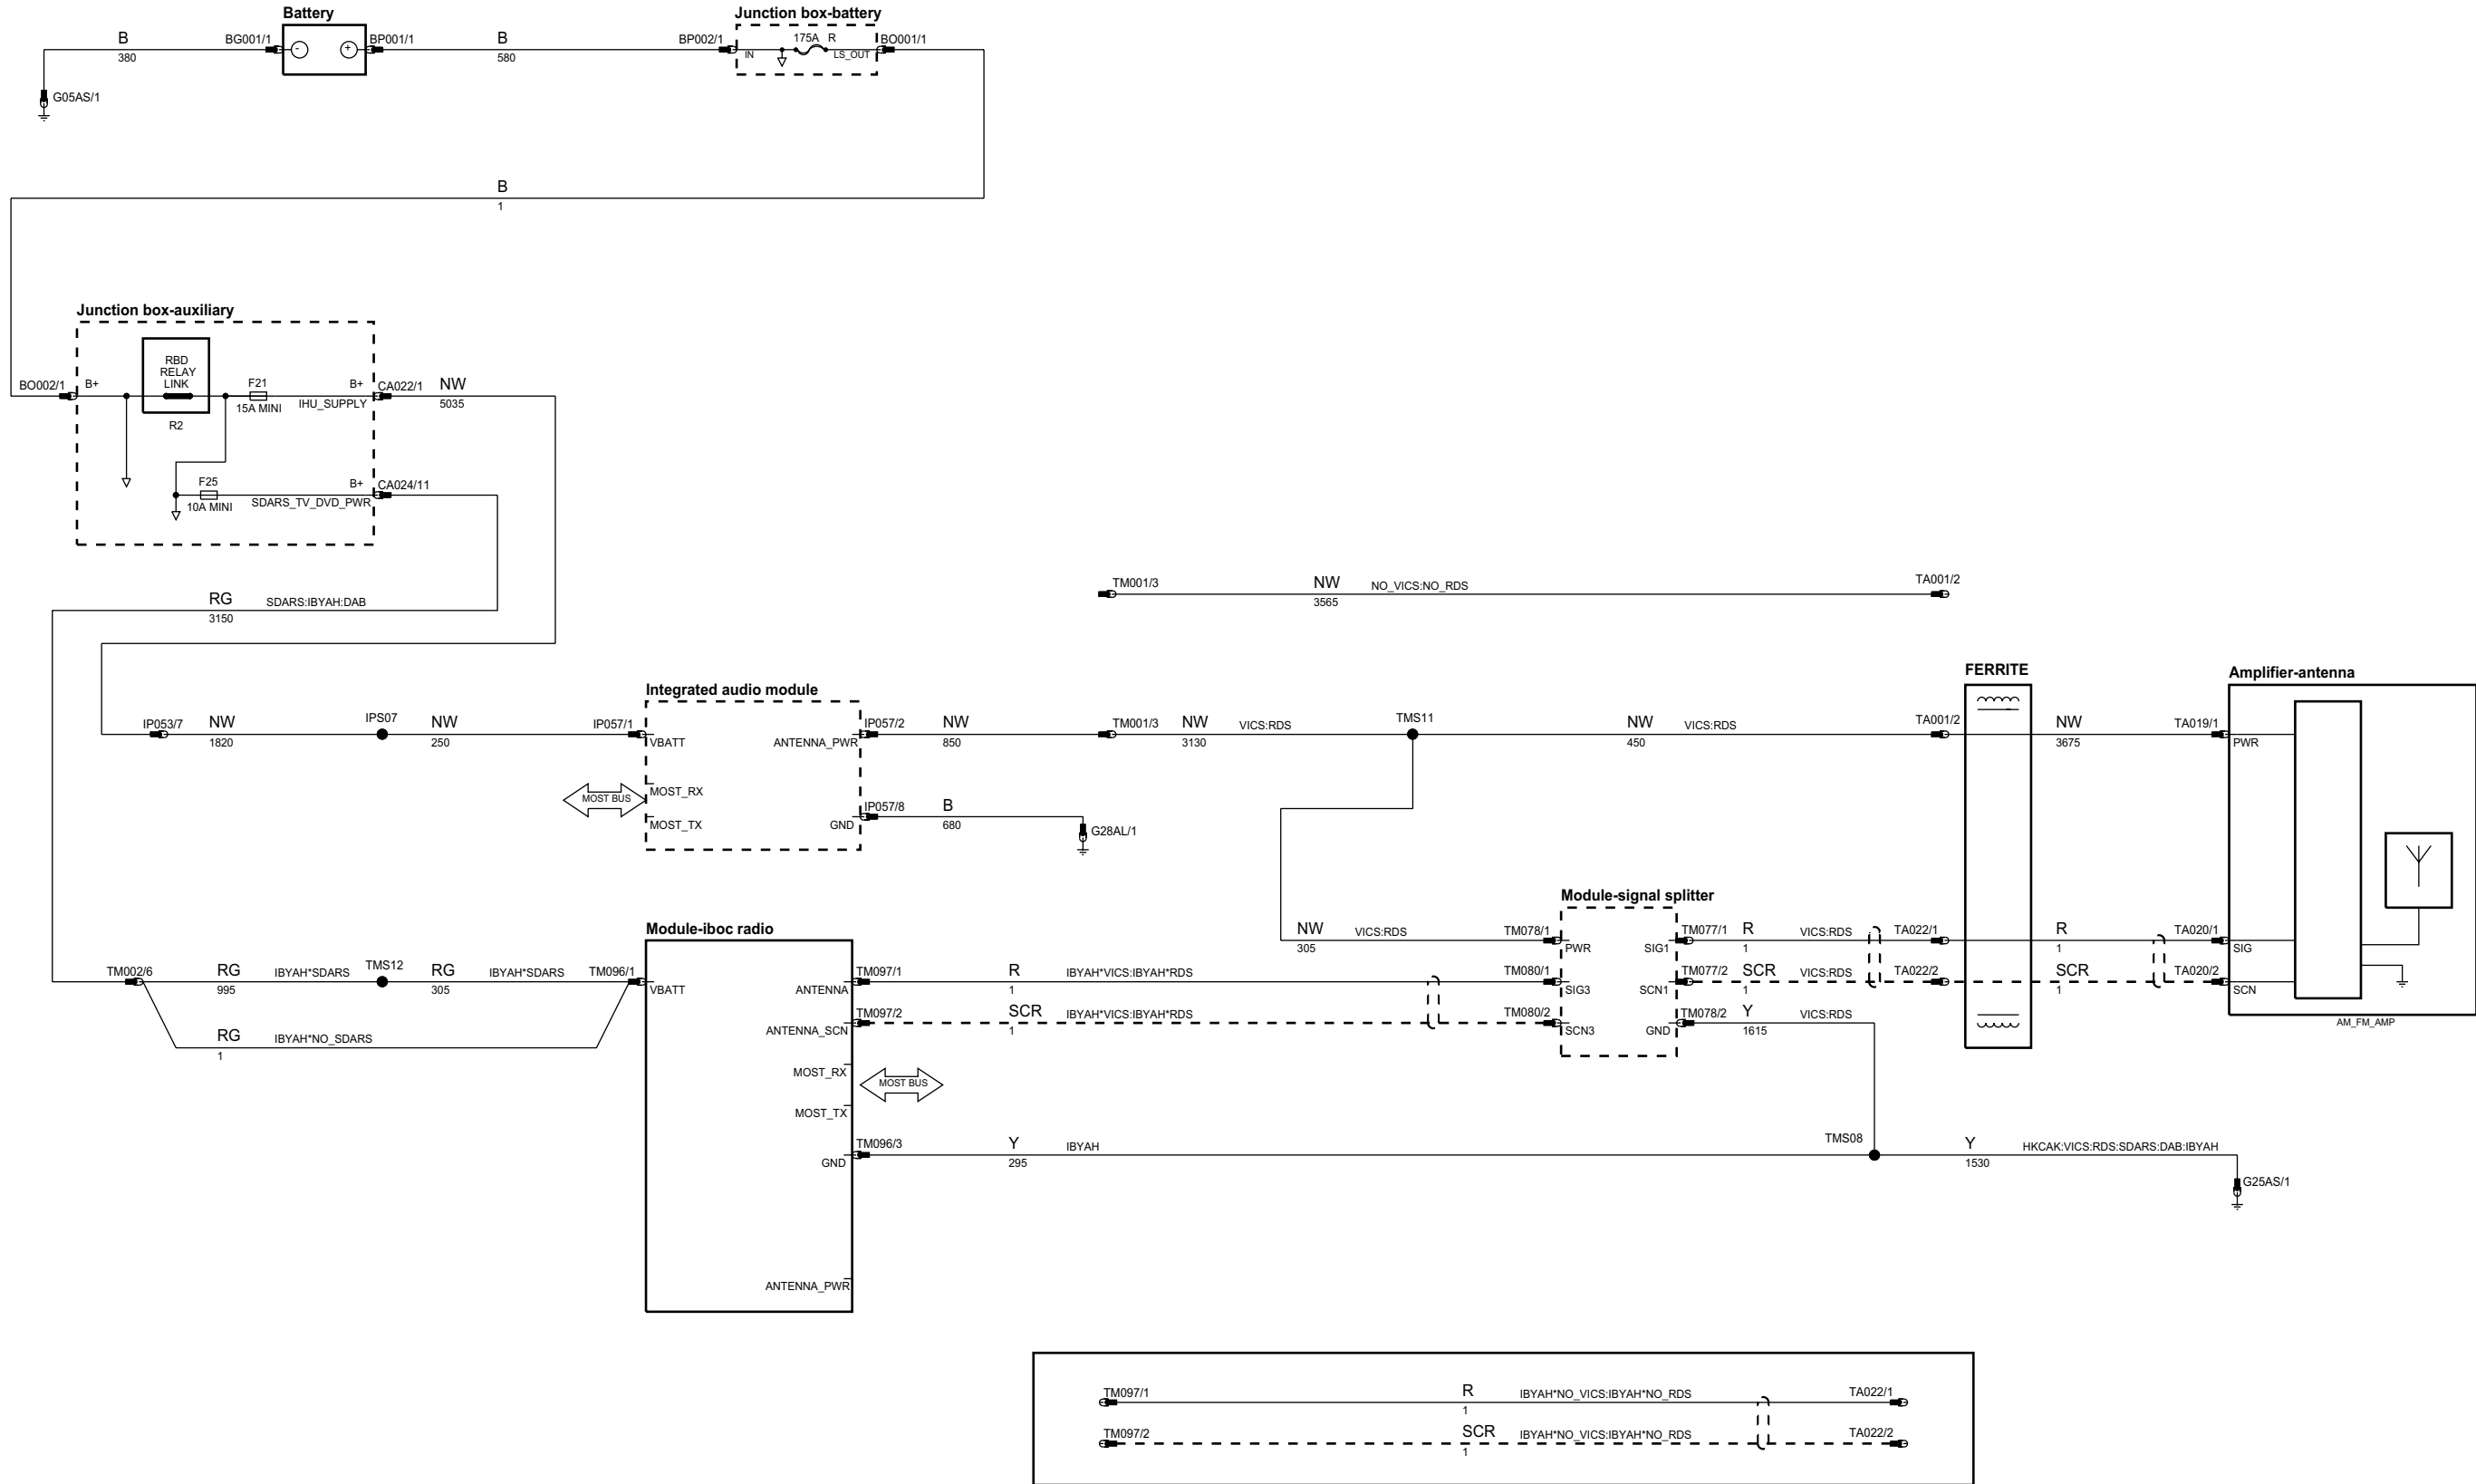 Battery
Junction box-battery
B
380
BG001/1
-
+
BP001/1
B
580
BP002/1
IN
175A R
LS_OUT
BO001/1
G05AS/1
B
1
Junction box-auxiliary
BO002/1
B+
RBD
RELAY
LINK
R2
F21
15A MINI
B+
IHU_SUPPLY
CA022/1
NW
5035
F25
10A MINI
B+
SDARS_TV_DVD_PWR
CA024/11
RG
3150
SDARS:IBYAH:DAB
TM001/3
NW
3565
NO_VICS:NO_RDS
TA001/2
Integrated audio module
IP053/7
NW
1820
IPS07
NW
250
IP057/1
VBATT
ANTENNA_PWR
IP057/2
NW
850
TM001/3
NW
3130
VICS:RDS
TMS11
NW
450
VICS:RDS
TA001/2
FERRITE
NW
3675
TA019/1
Amplifier-antenna
PWR
MOST BUS
MOST_RX
MOST_TX
GND
IP057/8
B
680
G28AL/1
Module-signal splitter
NW
305
VICS:RDS
TM078/1
PWR
SIG1
TM077/1
R
1
VICS:RDS
TA022/1
R
1
TA020/1
SIG
Module-iboc radio
TM002/6
RG
995
IBYAH*SDARS
TMS12
RG
305
IBYAH*SDARS
TM096/1
VBATT
ANTENNA
TM097/1
R
1
IBYAH*VICS:IBYAH*RDS
TM080/1
SIG3
SCN1
TM077/2
SCR
1
VICS:RDS
TA022/2
SCR
1
TA020/2
SCN
RG
1
IBYAH*NO_SDARS
ANTENNA_SCN
TM097/2
SCR
1
IBYAH*VICS:IBYAH*RDS
TM080/2
SCN3
GND
TM078/2
Y
1615
VICS:RDS
AM_FM_AMP
MOST_RX
MOST BUS
MOST_TX
GND
TM096/3
Y
295
IBYAH
TMS08
Y
1530
HKCAK:VICS:RDS:SDARS:DAB:IBYAH
G25AS/1
ANTENNA_PWR
TM097/1
R
1
IBYAH*NO_VICS:IBYAH*NO_RDS
TA022/1
TM097/2
SCR
1
IBYAH*NO_VICS:IBYAH*NO_RDS
TA022/2